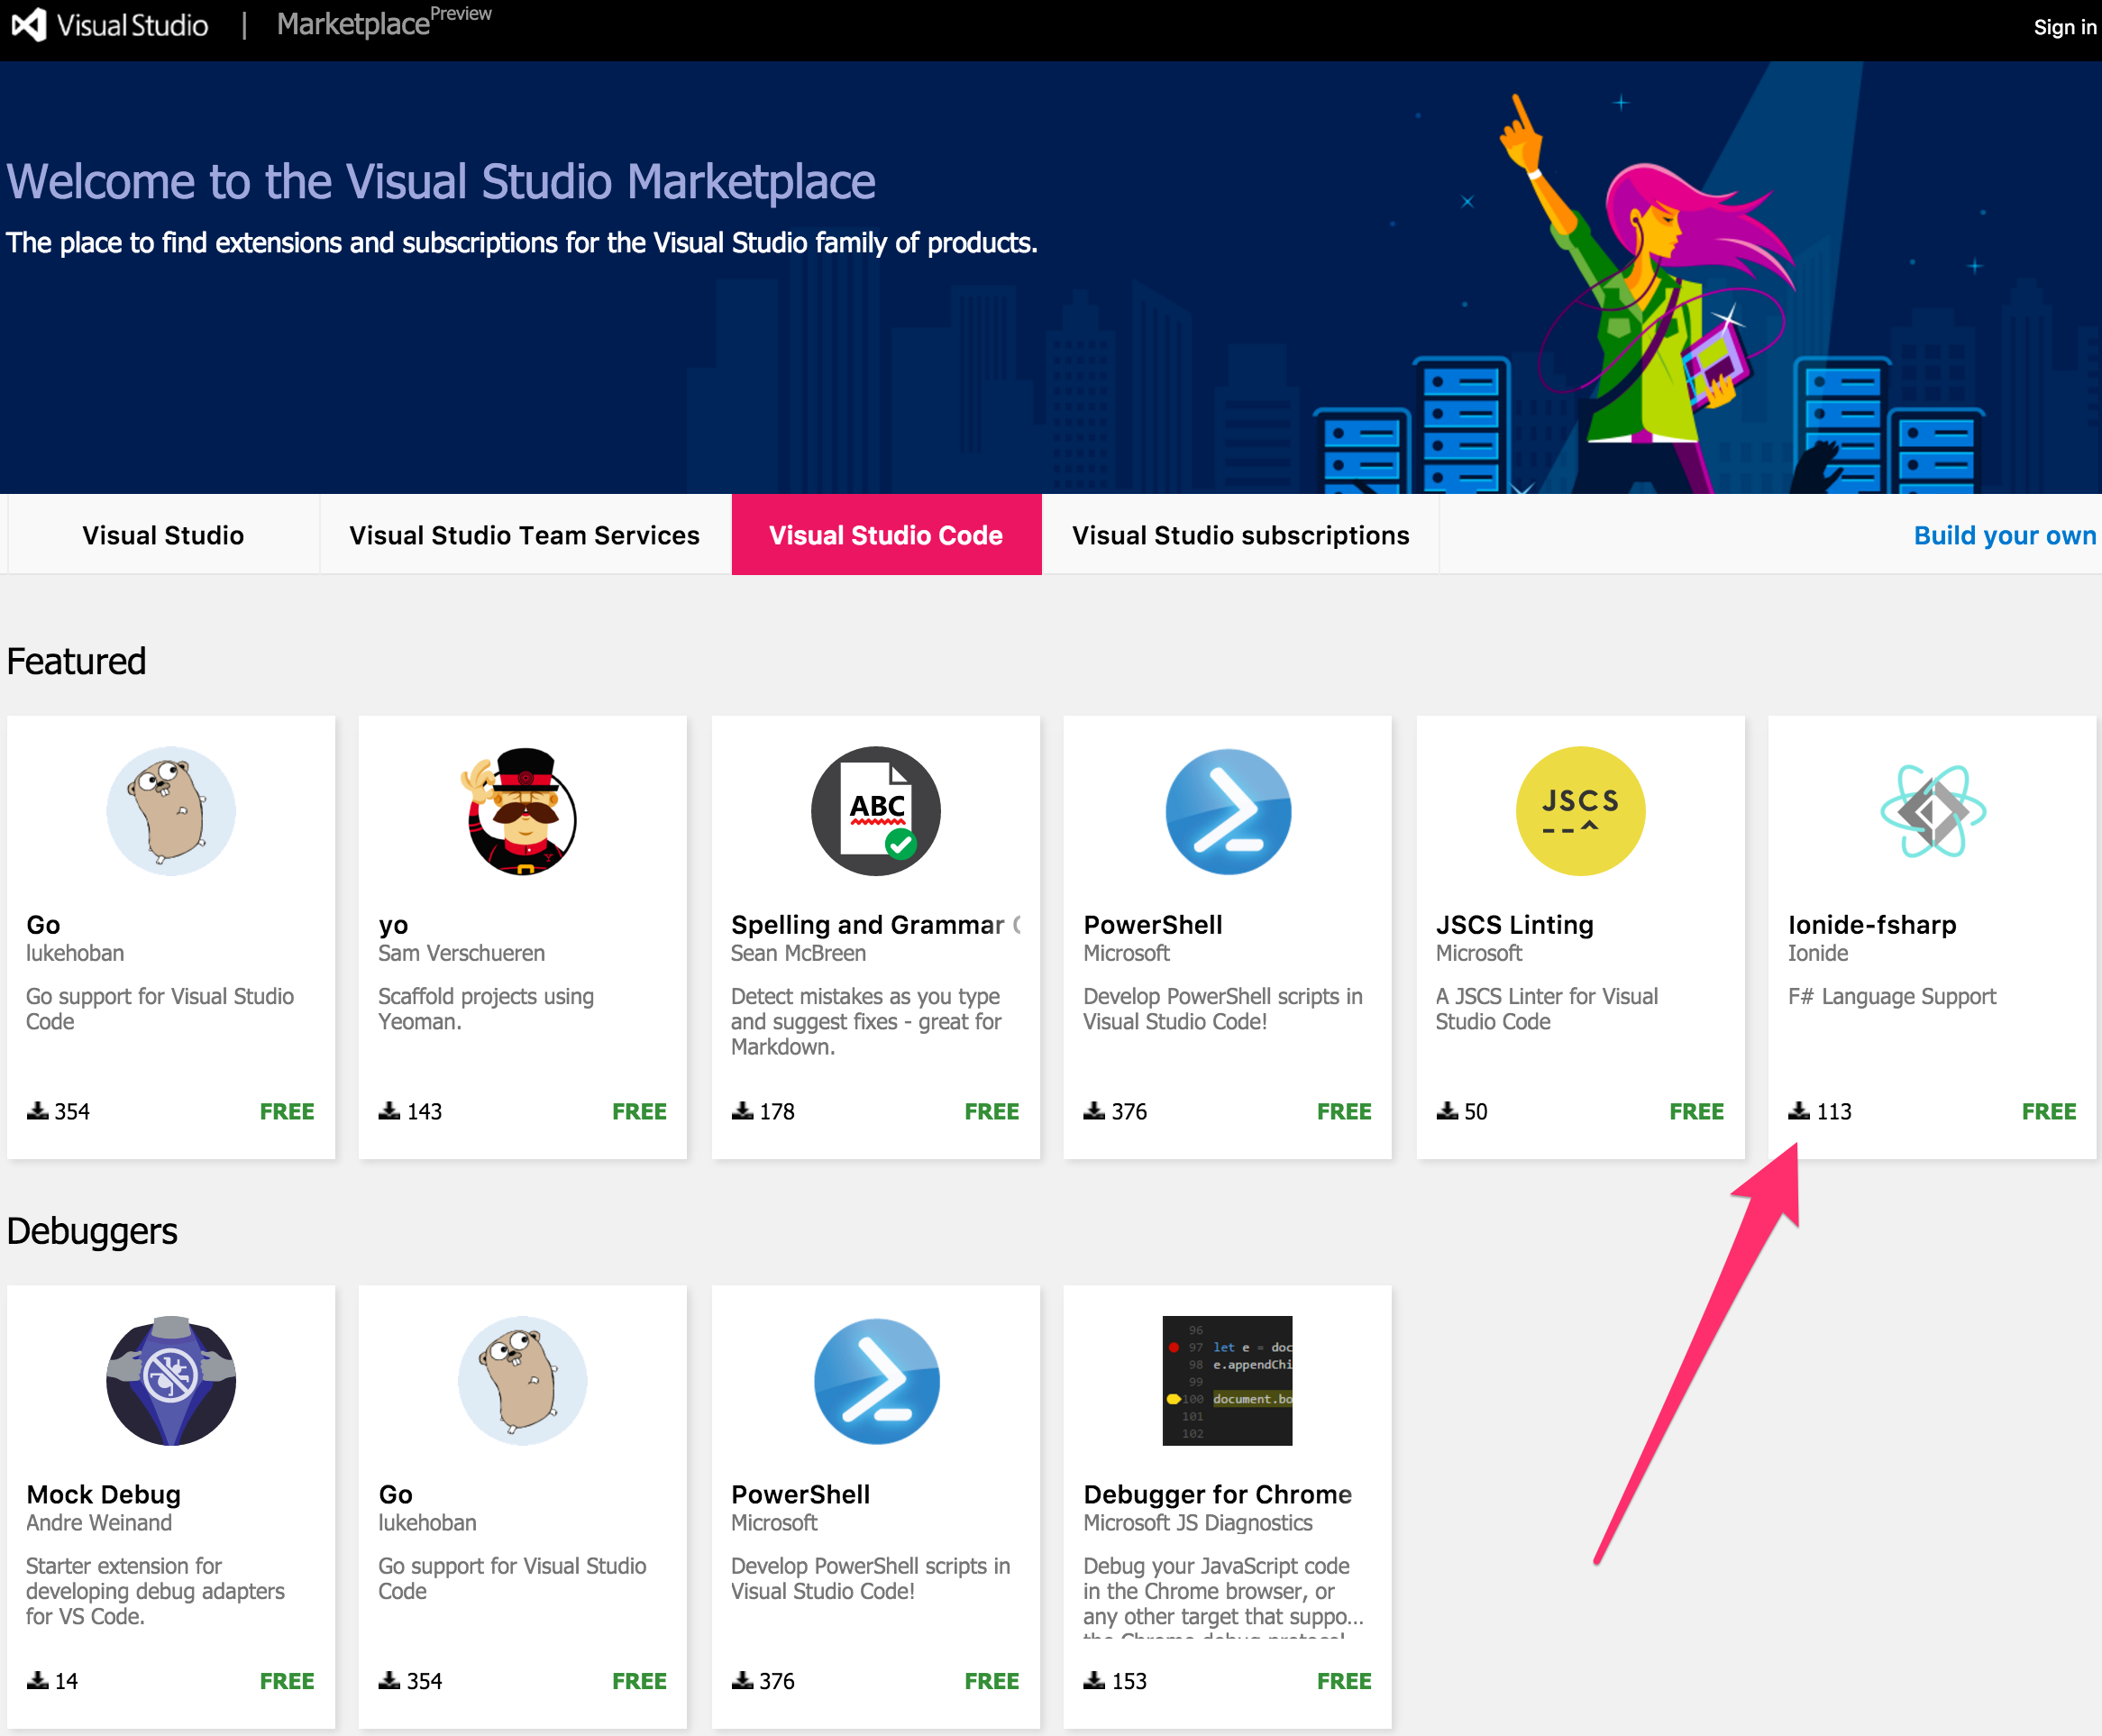 Visual Studio | Marketplace Preview
Sign in
Welcome to the Visual Studio Marketplace
The place to find extensions and subscriptions for the Visual Studio family of products.
Visual Studio
Visual Studio Team Services
Visual Studio Code
Visual Studio subscriptions
Build your own
Featured
Go
lukehoban
Go support for Visual Studio
Code
354
FREE
yo
Sam Verschueren
Scaffold projects using
Yeoman.
143
FREE
ABC
Spelling and Grammar
Sean McBreen
Detect mistakes as you type
and suggest fixes - great for
Markdown.
178
FREE
PowerShell
Microsoft
Develop PowerShell scripts in
Visual Studio Code!
376
FREE
JSCS
--^
JSCS Linting
Microsoft
A JSCS Linter for Visual
Studio Code
50
FREE
Ionide-fsharp
Ionide
F# Language Support
113
FREE
Debuggers
Mock Debug
Andre Weinand
Starter extension for
developing debug adapters
for VS Code.
14
FREE
Go
lukehoban
Go support for Visual Studio
Code
354
FREE
PowerShell
Microsoft
Develop PowerShell scripts in
Visual Studio Code!
376
FREE
96
97 let e = doc
98 e.appendChi
99
100 document.bo
101
102
Debugger for Chrome
Microsoft JS Diagnostics
Debug your JavaScript code
in the Chrome browser, or
any other target that suppo...
the Chrome debug protocol
153
FREE